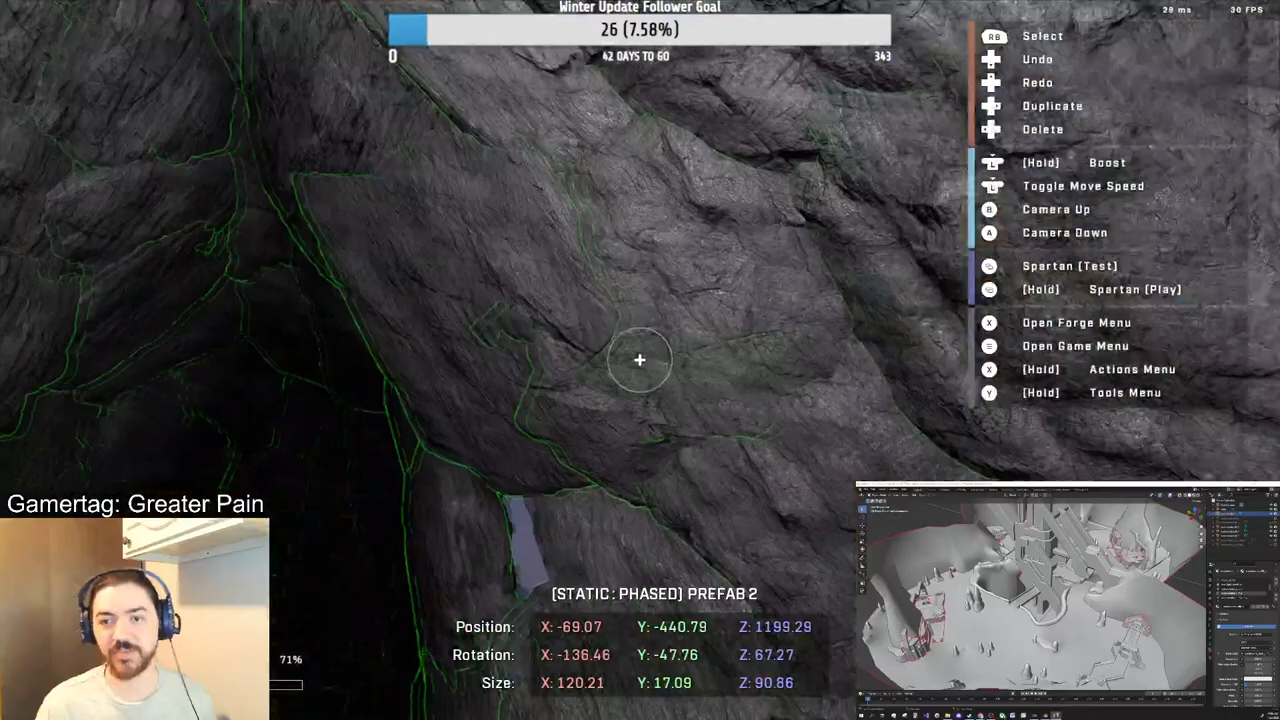 Winter Update Follower Goal
26 (7.58%)
0
42 DAYS TO GO
343
28 ms
30 FPS
RB Select
Undo
Redo
Duplicate
Delete
L [Hold] Boost
L Toggle Move Speed
B Camera Up
A Camera Down
Spartan (Test)
[Hold] Spartan (Play)
X Open Forge Menu
Open Game Menu
X [Hold] Actions Menu
Y [Hold] Tools Menu
Gamertag: Greater Pain
71%
(STATIC:PHASED) PREFAB 2
Position: X: -69.07 Y: -440.79 Z: 1199.29
Rotation: X: -136.46 Y: -47.76 Z: 67.27
Size: X: 120.21 Y: 17.09 Z: 90.86